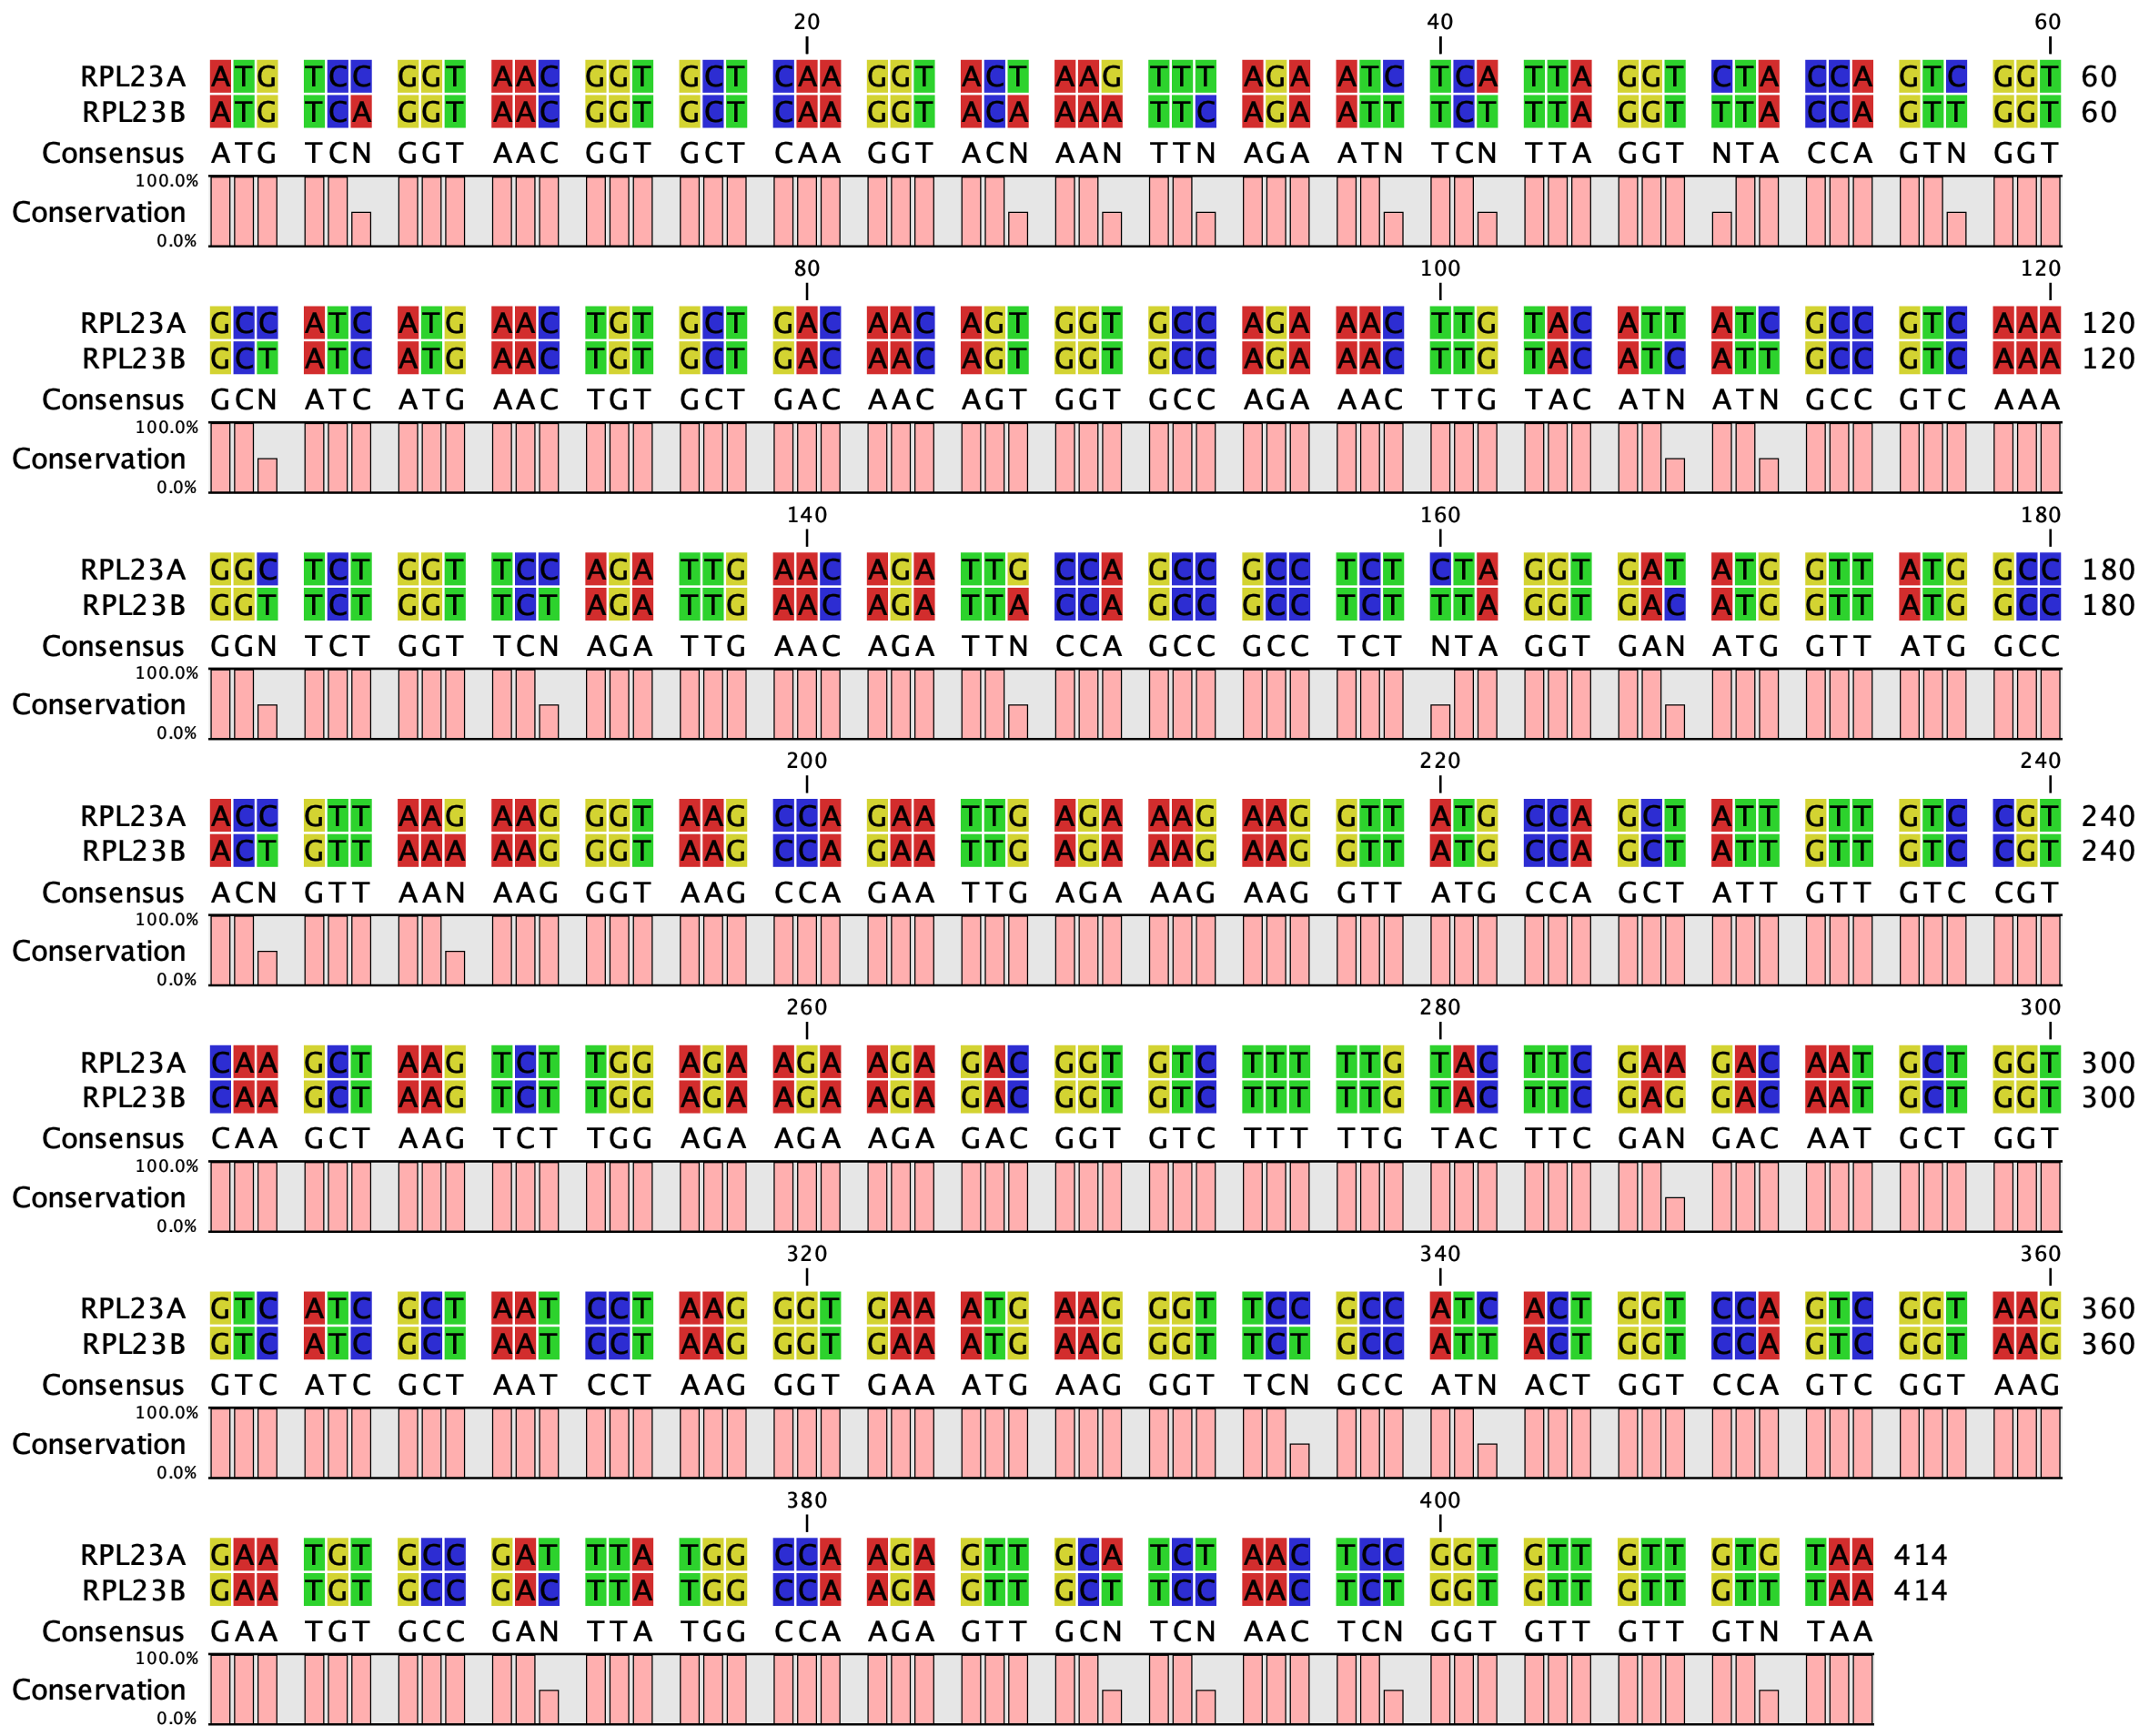 20 40 60
RPL23A ATG TCC GGT AAC GGT GCT CAA GGT ACT AAG TTT AGA ATC TCA TTA GGT CTA CCA GTC GGT 60
RPL23B ATG TCA GGT AAC GGT GCT CAA GGT ACA AAA TTC AGA ATT TCT TTA GGT TTA CCA GTT GGT 60
Consensus ATG TCN GGT AAC GGT GCT CAA GGT ACN AAN TTN AGA ATN TCN TTA GGT NTA CCA GTN GGT
100.0%
Conservation
0.0%
80 100 120
RPL23A GCC ATC ATG AAC TGT GCT GAC AAC AGT GGT GCC AGA AAC TTG TAC ATT ATC GCC GTC AAA 120
RPL23B GCT ATC ATG AAC TGT GCT GAC AAC AGT GGT GCC AGA AAC TTG TAC ATC ATT GCC GTC AAA 120
Consensus GCN ATC ATG AAC TGT GCT GAC AAC AGT GGT GCC AGA AAC TTG TAC ATN ATN GCC GTC AAA
100.0%
Conservation
0.0%
140 160 180
RPL23A GGC TCT GGT TCC AGA TTG AAC AGA TTG CCA GCC GCC TCT CTA GGT GAT ATG GTT ATG GCC 180
RPL23B GGT TCT GGT TCT AGA TTG AAC AGA TTA CCA GCC GCC TCT TTA GGT GAC ATG GTT ATG GCC 180
Consensus GGN TCT GGT TCN AGA TTG AAC AGA TTN CCA GCC GCC TCT NTA GGT GAN ATG GTT ATG GCC
100.0%
Conservation
0.0%
200 220 240
RPL23A ACC GTT AAG AAG GGT AAG CCA GAA TTG AGA AAG AAG GTT ATG CCA GCT ATT GTT GTC CGT 240
RPL23B ACT GTT AAA AAG GGT AAG CCA GAA TTG AGA AAG AAG GTT ATG CCA GCT ATT GTT GTC CGT 240
Consensus ACN GTT AAN AAG GGT AAG CCA GAA TTG AGA AAG AAG GTT ATG CCA GCT ATT GTT GTC CGT
100.0%
Conservation
0.0%
260 280 300
RPL23A CAA GCT AAG TCT TGG AGA AGA AGA GAC GGT GTC TTT TTG TAC TTC GAA GAC AAT GCT GGT 300
RPL23B CAA GCT AAG TCT TGG AGA AGA AGA GAC GGT GTC TTT TTG TAC TTC GAG GAC AAT GCT GGT 300
Consensus CAA GCT AAG TCT TGG AGA AGA AGA GAC GGT GTC TTT TTG TAC TTC GAN GAC AAT GCT GGT
100.0%
Conservation
0.0%
320 340 360
RPL23A GTC ATC GCT AAT CCT AAG GGT GAA ATG AAG GGT TCC GCC ATC ACT GGT CCA GTC GGT AAG 360
RPL23B GTC ATC GCT AAT CCT AAG GGT GAA ATG AAG GGT TCT GCC ATT ACT GGT CCA GTC GGT AAG 360
Consensus GTC ATC GCT AAT CCT AAG GGT GAA ATG AAG GGT TCN GCC ATN ACT GGT CCA GTC GGT AAG
100.0%
Conservation
0.0%
380 400
RPL23A GAA TGT GCC GAT TTA TGG CCA AGA GTT GCA TCT AAC TCC GGT GTT GTT GTG TAA 414
RPL23B GAA TGT GCC GAC TTA TGG CCA AGA GTT GCT TCC AAC TCT GGT GTT GTT GTT TAA 414
Consensus GAA TGT GCC GAN TTA TGG CCA AGA GTT GCN TCN AAC TCN GGT GTT GTT GTN TAA
100.0%
Conservation
0.0%